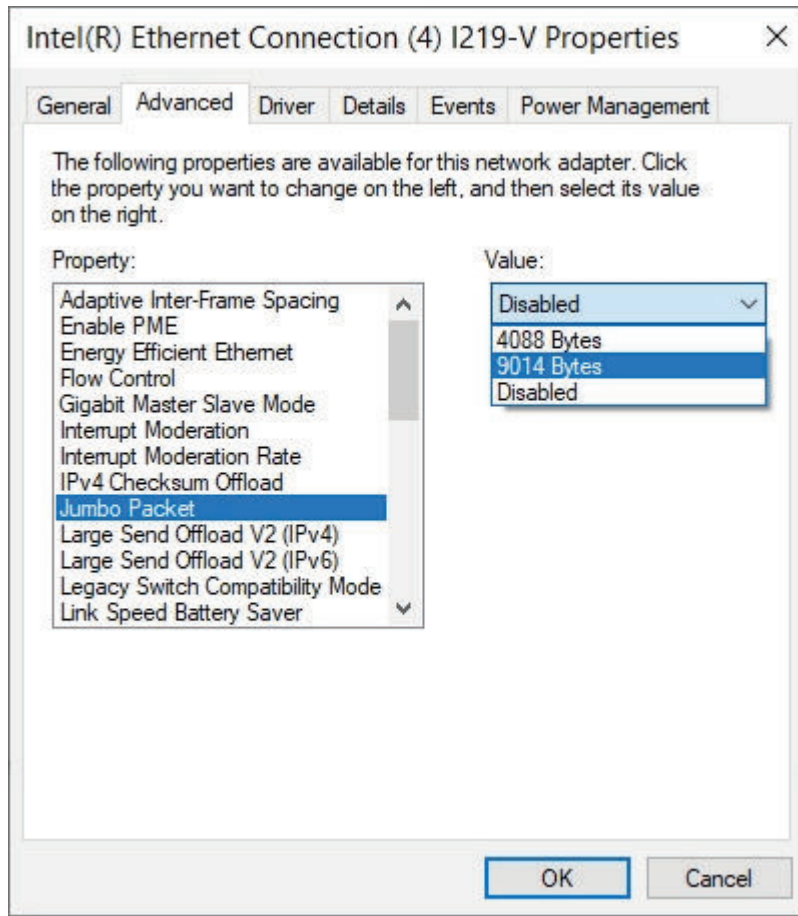 Intel(R) Ethernet Connection (4) I219-V Properties
General Advanced Driver Details Events Power Management
The following properties are available for this network adapter. Click
the property you want to change on the left, and then select its value
on the right.
Property:
Adaptive Inter-Frame Spacing
Enable PME
Energy Efficient Ethernet
Flow Control
Gigabit Master Slave Mode
Interrupt Moderation
Interrupt Moderation Rate
IPv4 Checksum Offload
Jumbo Packet
Large Send Offload V2 (IPv4)
Large Send Offload V2 (IPv6)
Legacy Switch Compatibility Mode
Link Speed Battery Saver
Value:
Disabled
4088 Bytes
9014 Bytes
Disabled
OK Cancel